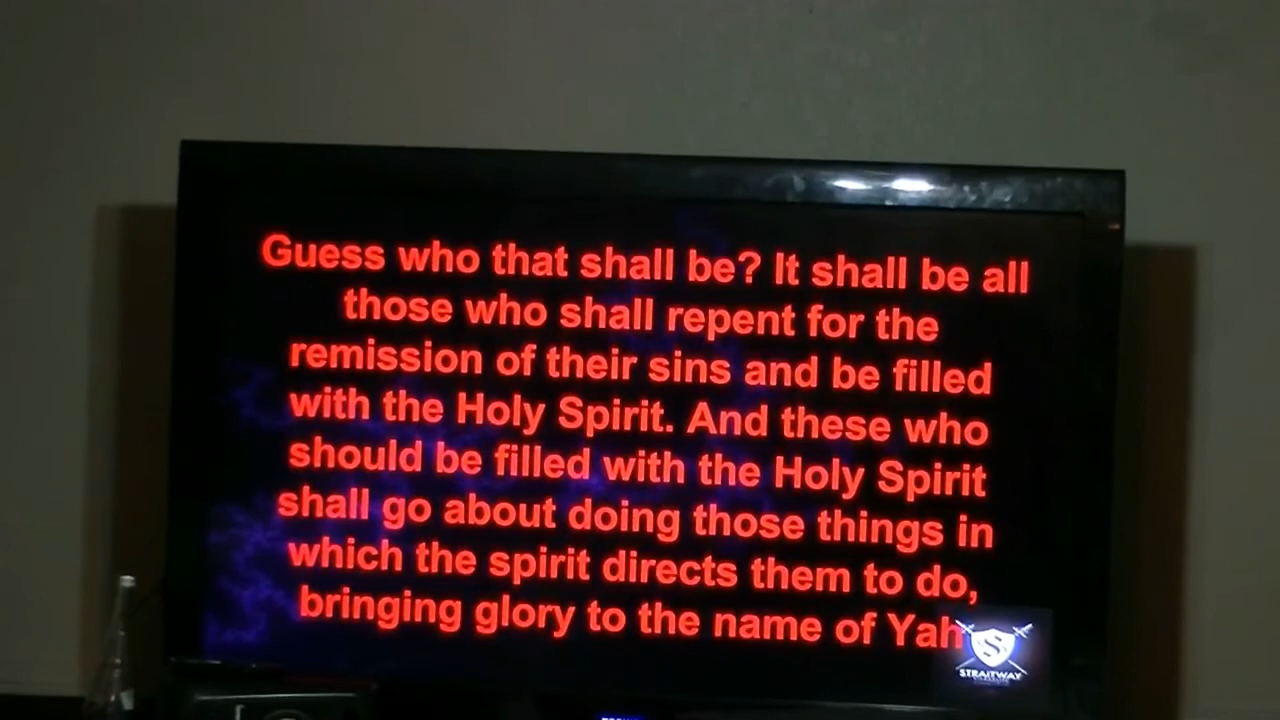 Guess who that shall be? It shall be all
those who shall repent for the
remission of their sins and be filled
with the Holy Spirit. And these who
should be filled with the Holy Spirit
shall go about doing those things in
which the spirit directs them to do,
bringing glory to the name of Yah
S
STRAITWAY